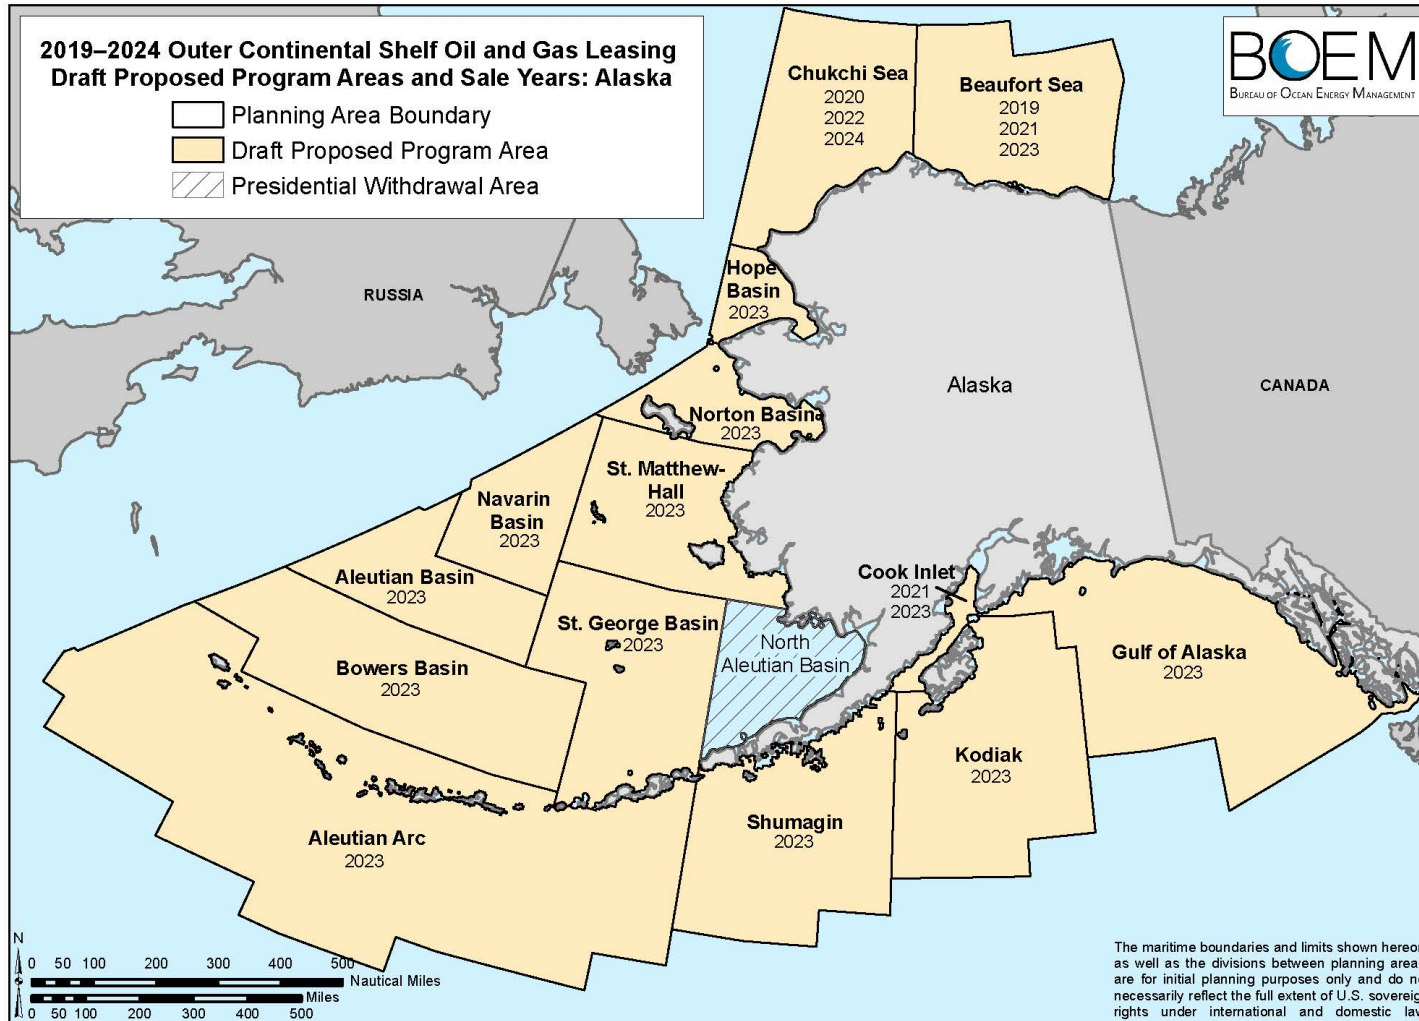 2019–2024 Outer Continental Shelf Oil and Gas Leasing
Draft Proposed Program Areas and Sale Years: Alaska
Planning Area Boundary
Draft Proposed Program Area
Presidential Withdrawal Area
BOEM
BUREAU OF OCEAN ENERGY MANAGEMENT
Chukchi Sea
2020
2022
2024
Beaufort Sea
2019
2021
2023
Hope
Basin
2023
RUSSIA
Alaska
CANADA
Norton Basin
2023
St. Matthew-
Hall
2023
Navarin
Basin
2023
Aleutian Basin
2023
Cook Inlet
2021
2023
St. George Basin
2023
North
Aleutian Basin
Bowers Basin
2023
Gulf of Alaska
2023
Kodiak
2023
Shumagin
2023
Aleutian Arc
2023
N
0 50 100 200 300 400 500
Nautical Miles
Miles
0 50 100 200 300 400 500
The maritime boundaries and limits shown hereon
as well as the divisions between planning area
are for initial planning purposes only and do no
necessarily reflect the full extent of U.S. sovereig
rights under international and domestic law